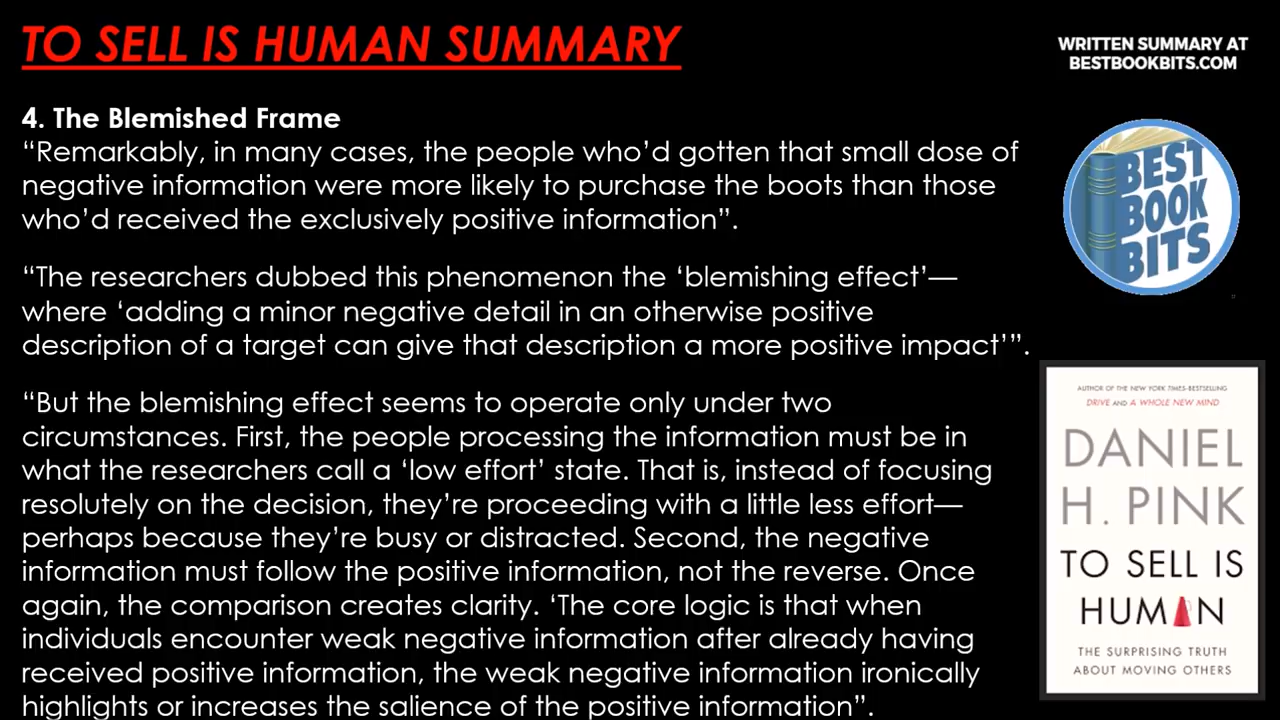 TO SELL IS HUMAN SUMMARY
WRITTEN SUMMARY AT
BESTBOOKBITS.COM
4. The Blemished Frame
“Remarkably, in many cases, the people who’d gotten that small dose of
negative information were more likely to purchase the boots than those
who’d received the exclusively positive information”.
“The researchers dubbed this phenomenon the ‘blemishing effect’—
where ‘adding a minor negative detail in an otherwise positive
description of a target can give that description a more positive impact’”.
“But the blemishing effect seems to operate only under two
circumstances. First, the people processing the information must be in
what the researchers call a ‘low effort’ state. That is, instead of focusing
resolutely on the decision, they’re proceeding with a little less effort—
perhaps because they’re busy or distracted. Second, the negative
information must follow the positive information, not the reverse. Once
again, the comparison creates clarity. ‘The core logic is that when
individuals encounter weak negative information after already having
received positive information, the weak negative information ironically
highlights or increases the salience of the positive information”.
BEST
BOOK
BITS
AUTHOR OF THE NEW YORK TIMES-BESTSELLING
DRIVE AND A WHOLE NEW MIND
DANIEL
H. PINK
TO SELL IS
HUMAN
THE SURPRISING TRUTH
ABOUT MOVING OTHERS